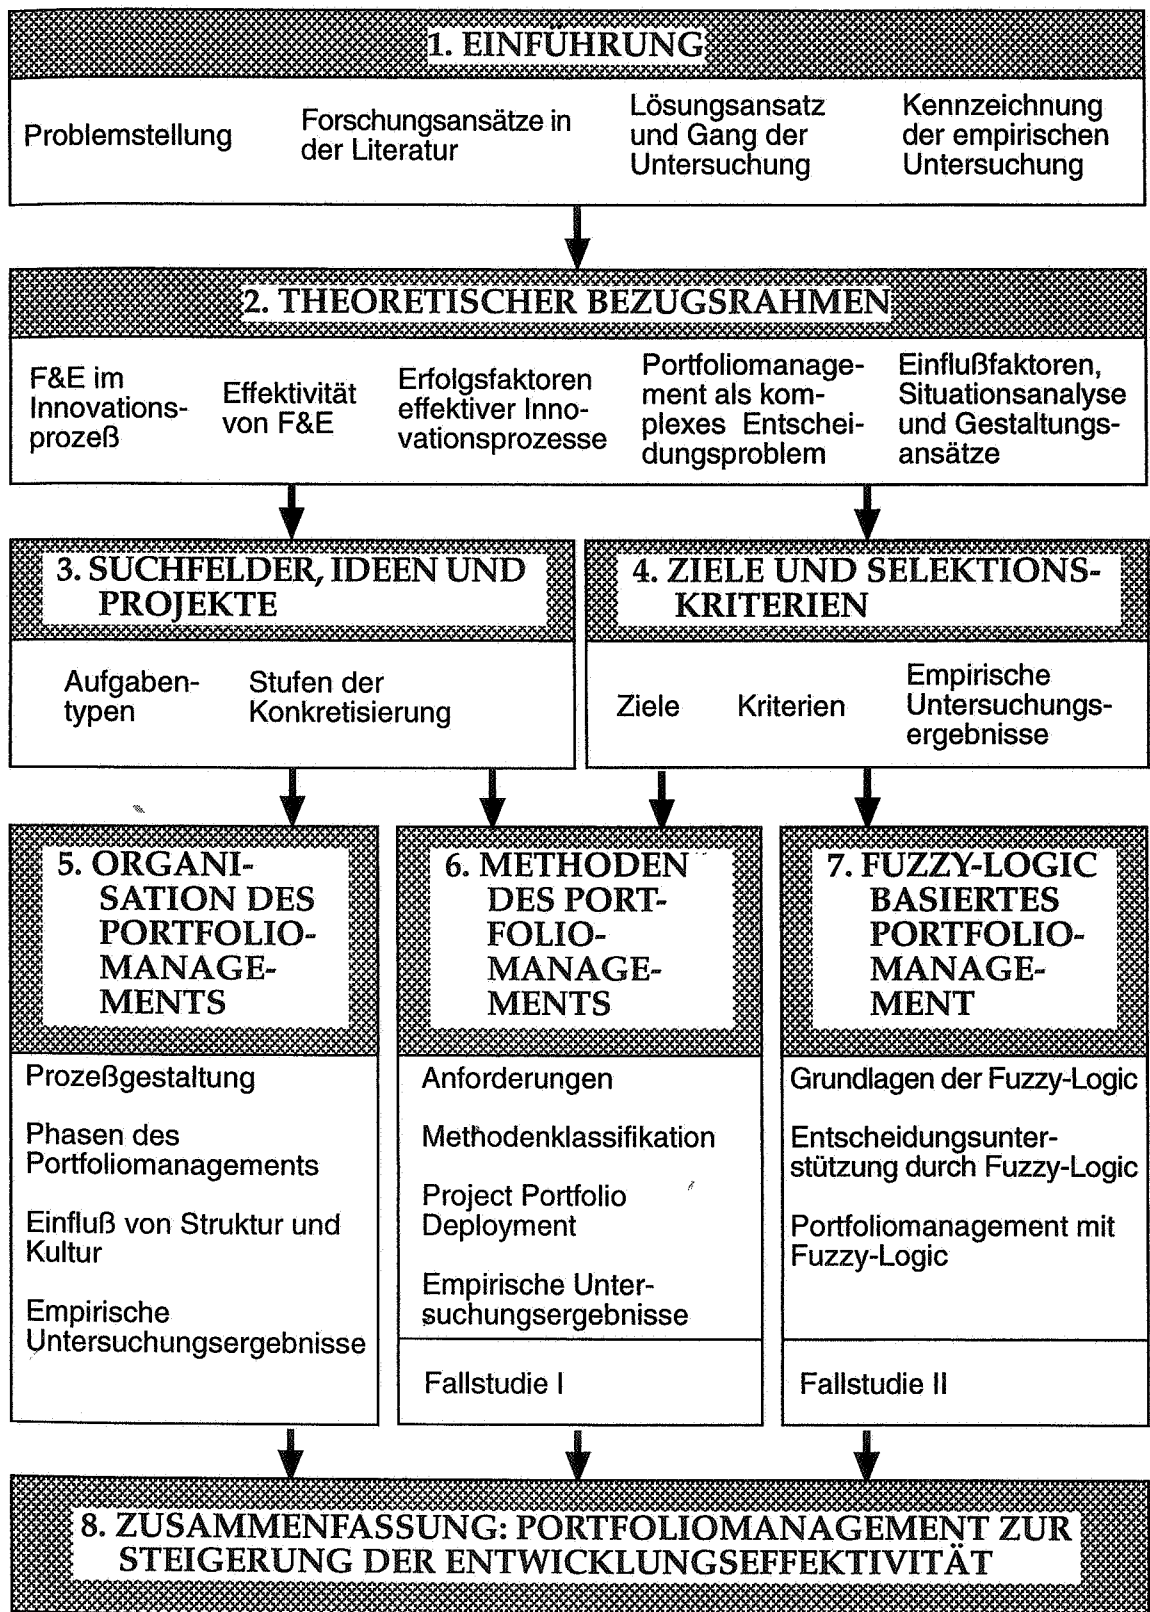 1. EINFÜHRUNG
Problemstellung
Forschungsansätze in
der Literatur
Lösungsansatz
und Gang der
Untersuchung
Kennzeichnung
der empirischen
Untersuchung
2. THEORETISCHER BEZUGSRAHMEN
F&E im
Innovations-
prozeß
Effektivität
von F&E
Erfolgsfaktoren
effektiver Inno-
vationsprozesse
Portfoliomanage-
ment als kom-
plexes Entschei-
dungsproblem
Einflußfaktoren,
Situationsanalyse
und Gestaltungs-
ansätze
3. SUCHFELDER, IDEEN UND
PROJEKTE
Aufgaben-
typen
Stufen der
Konkretisierung
4. ZIELE UND SELEKTIONS-
KRITERIEN
Ziele
Kriterien
Empirische
Untersuchungs-
ergebnisse
5. ORGANI-
SATION DES
PORTFOLIO-
MANAGE-
MENTS
Prozeßgestaltung
Phasen des
Portfoliomanagements
Einfluß von Struktur und
Kultur
Empirische
Untersuchungsergebnisse
6. METHODEN
DES PORT-
FOLIO-
MANAGE-
MENTS
Anforderungen
Methodenklassifikation
Project Portfolio
Deployment
Empirische Unter-
suchungsergebnisse
Fallstudie I
7. FUZZY-LOGIC
BASIERTES
PORTFOLIO-
MANAGE-
MENT
Grundlagen der Fuzzy-Logic
Entscheidungsunter-
stützung durch Fuzzy-Logic
Portfoliomanagement mit
Fuzzy-Logic
Fallstudie II
8. ZUSAMMENFASSUNG: PORTFOLIOMANAGEMENT ZUR
STEIGERUNG DER ENTWICKLUNGSEFFEKTIVITÄT